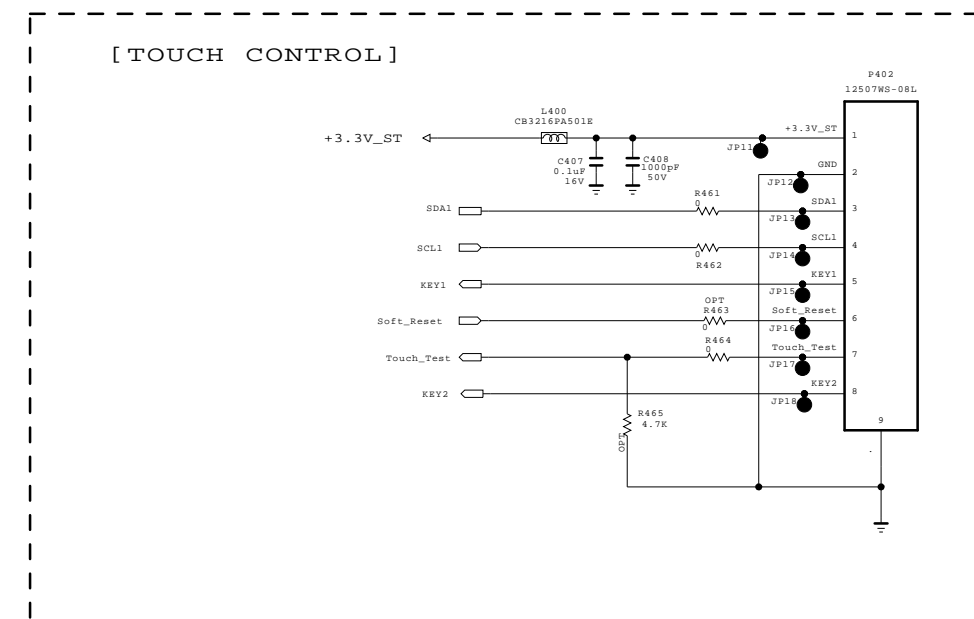 [TOUCH CONTROL]
P402
12507WS-08L
L400
CB3216PA501E
+3.3V_ST
+3.3V_ST
1
JP11
C407
0.1uF
16V
C408
1000pF
50V
GND
2
JP12
R461
0
SDA1
SDA1
3
JP13
SCL1
SCL1
4
0
R462
JP14
KEY1
KEY1
5
JP15
OPT
R463
0
Soft_Reset
Soft_Reset
6
JP16
R464
0
Touch_Test
Touch_Test
7
JP17
KEY2
KEY2
8
JP18
R465
4.7K
OPT
9
.